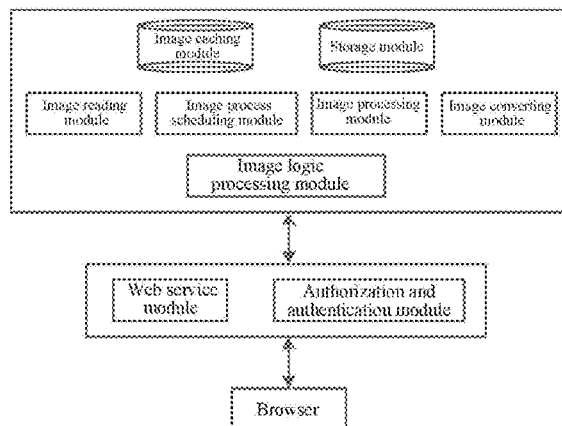 Image caching
module
Storage module
Image reading
module
Image process
scheduling module
Image processing
module
Image converting
module
Image logic
processing module
Web service
module
Authorization and
authentication module
Browser